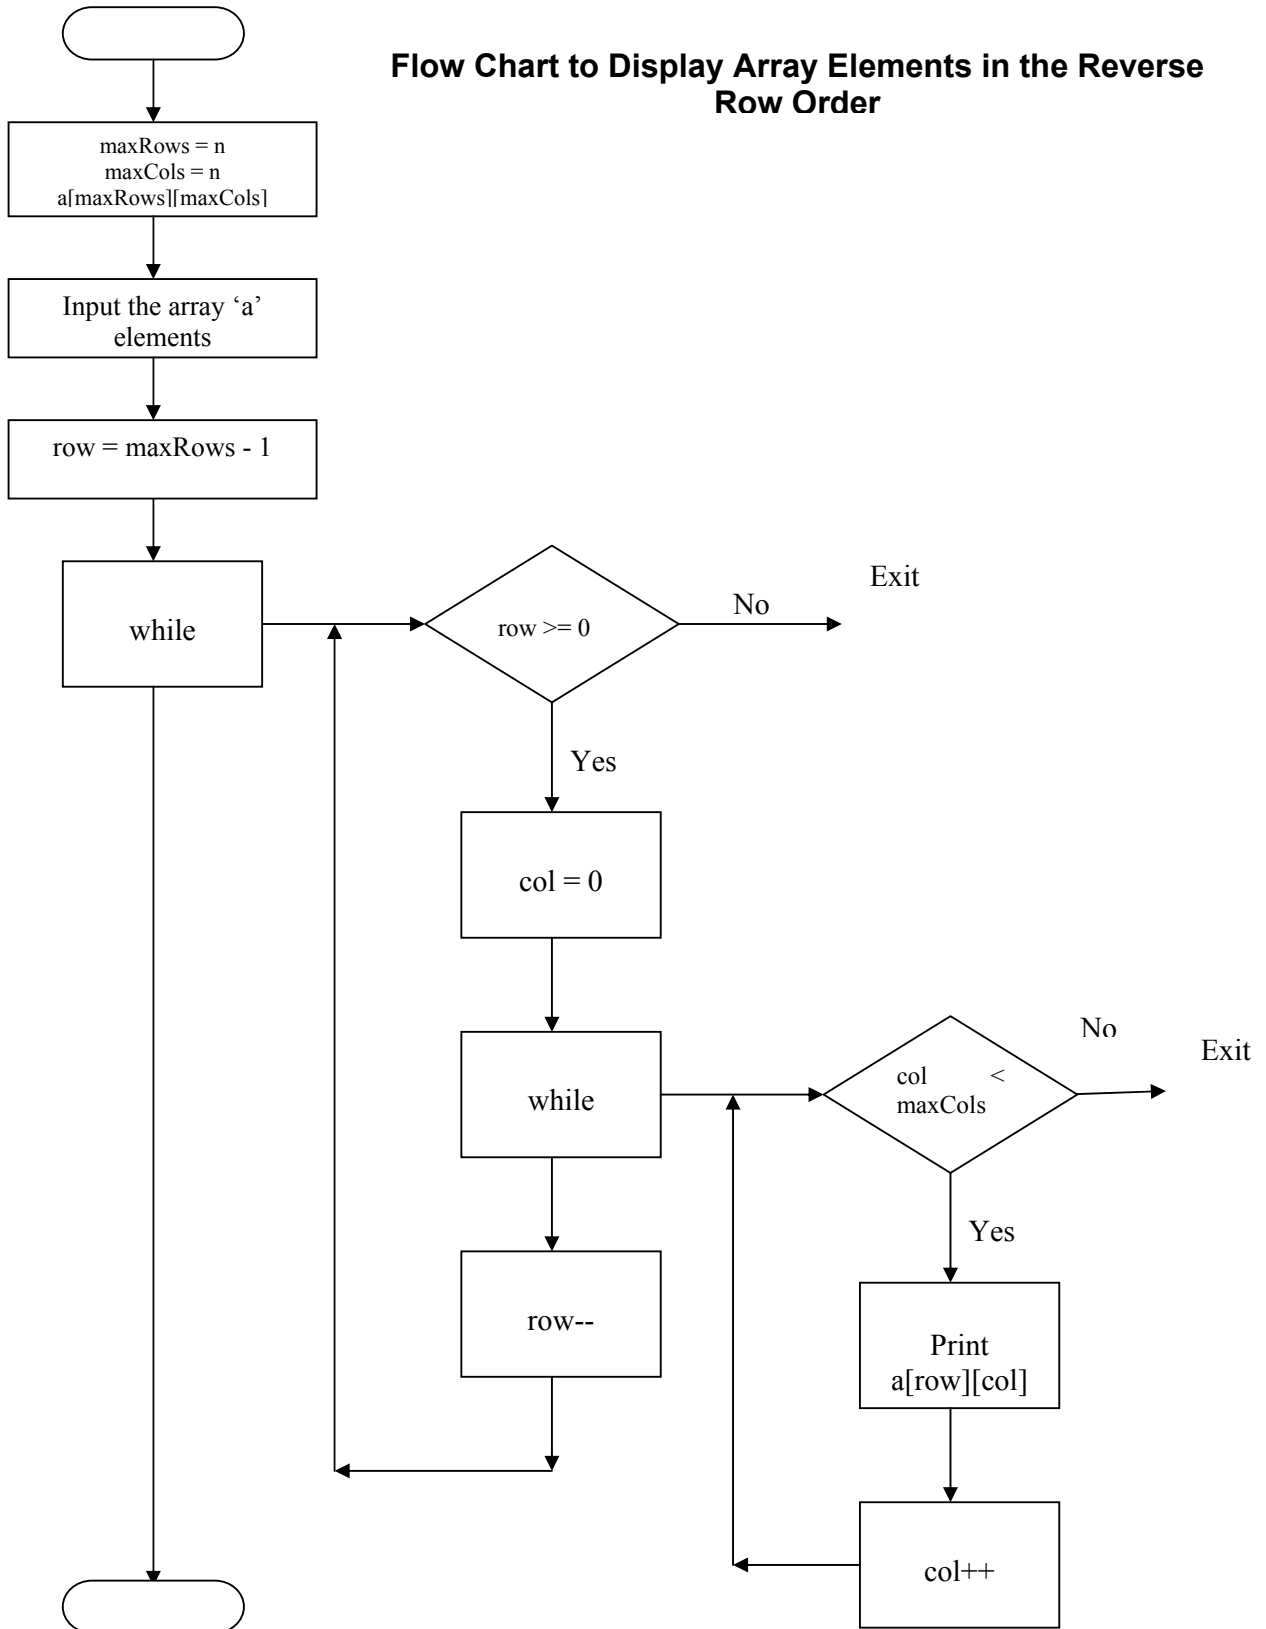 Flow Chart to Display Array Elements in the Reverse
Row Order
maxRows = n
maxCols = n
a[maxRows][maxCols]
Input the array ‘a’
elements
row = maxRows - 1
while
row >= 0
No
Exit
Yes
col = 0
while
col <
maxCols
No
Exit
Yes
row--
Print
a[row][col]
col++